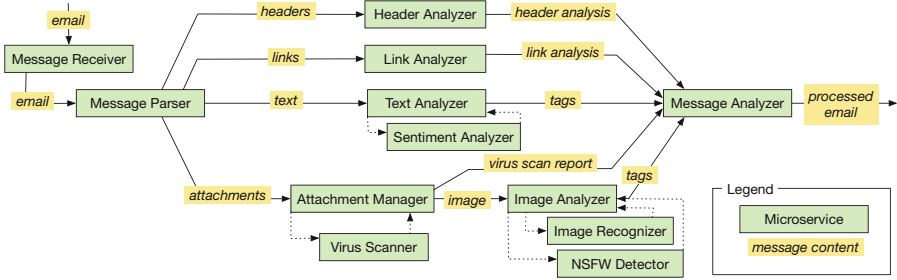 email
headers
Header Analyzer
header analysis
Message Receiver
links
Link Analyzer
link analysis
email
Message Parser
text
Text Analyzer
tags
Message Analyzer
processed
email
Sentiment Analyzer
virus scan report
attachments
Attachment Manager
image
Image Analyzer
tags
Virus Scanner
Image Recognizer
NSFW Detector
Legend
Microservice
message content